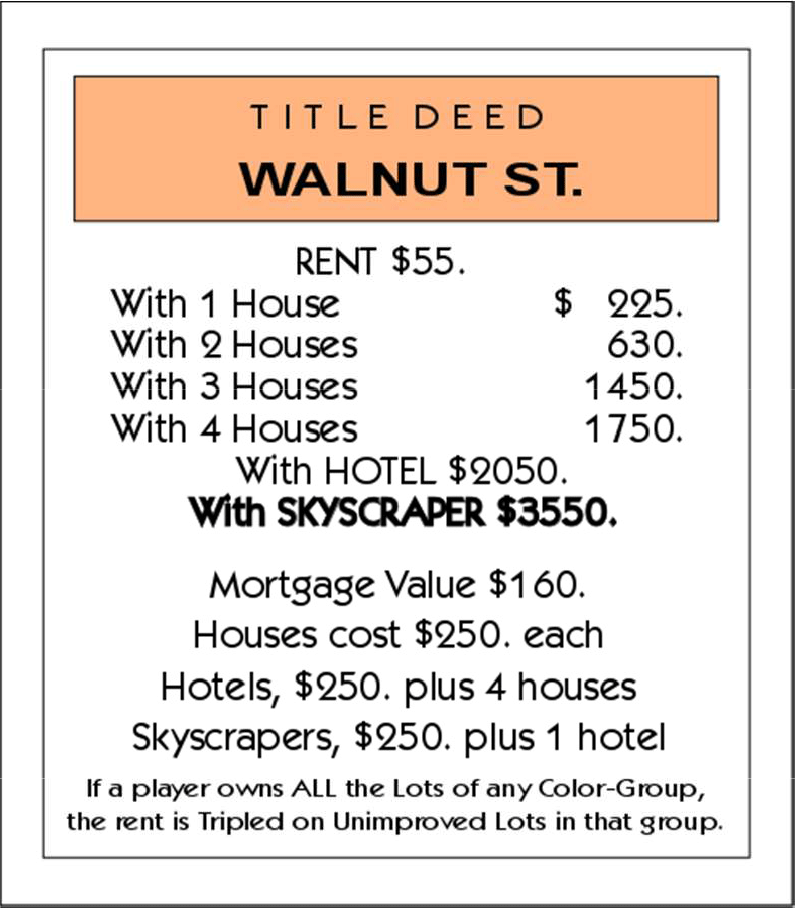 TITLE DEED
WALNUT ST.
RENT $55.
With 1 House $ 225.
With 2 Houses 630.
With 3 Houses 1450.
With 4 Houses 1750.
With HOTEL $2050.
With SKYSCRAPER $3550.
Mortgage Value $160.
Houses cost $250. each
Hotels, $250. plus 4 houses
Skyscrapers, $250. plus 1 hotel
If a player owns ALL the Lots of any Color-Group,
the rent is Tripled on Unimproved Lots in that group.